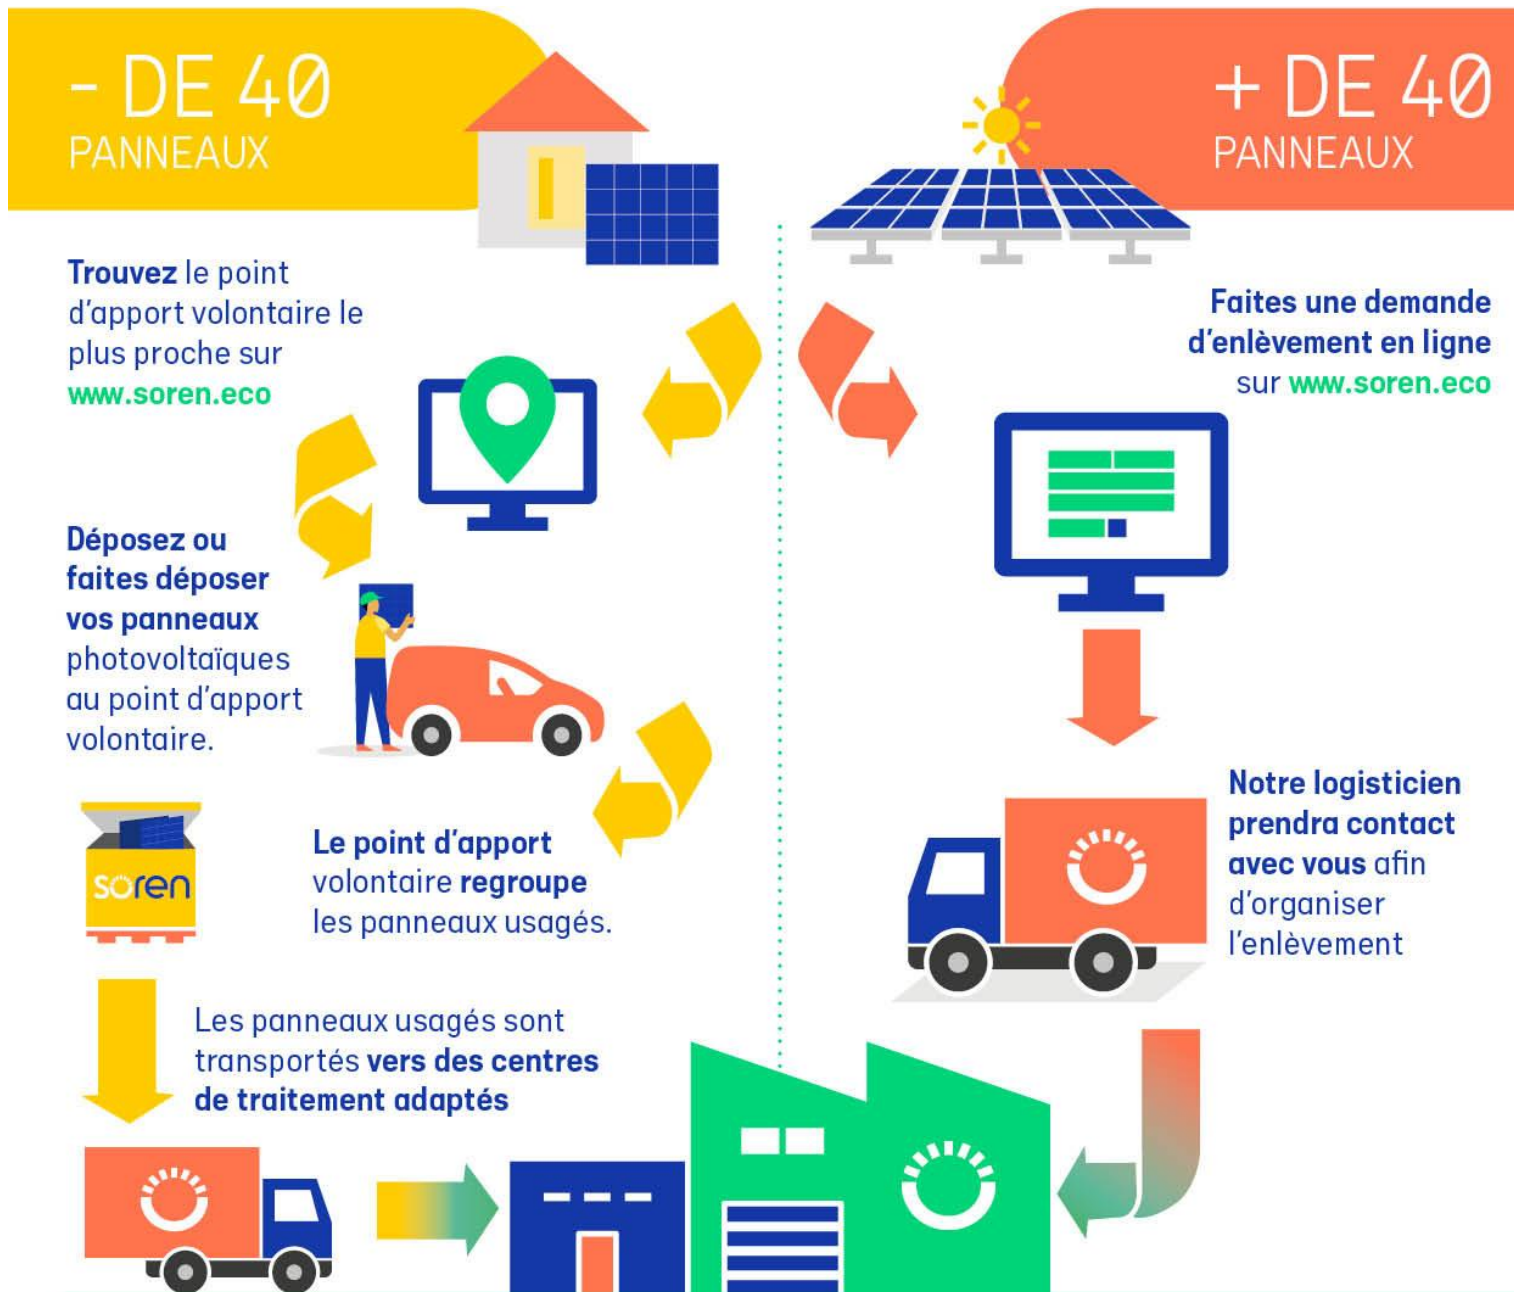 - DE 40
PANNEAUX
Trouvez le point
d'apport volontaire le
plus proche sur
www.soren.eco
Déposez ou
faites déposer
vos panneaux
photovoltaïques
au point d'apport
volontaire.
soren
Le point d'apport
volontaire regroupe
les panneaux usagés.
Les panneaux usagés sont
transportés vers des centres
de traitement adaptés
+ DE 40
PANNEAUX
Faites une demande
d'enlèvement en ligne
sur www.soren.eco
Notre logisticien
prendra contact
avec vous afin
d'organiser
l'enlèvement